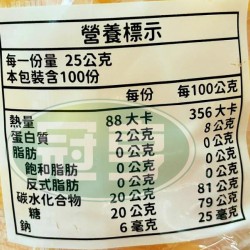 營養標示
每一份量 25公克
本包裝含100份
每份 每100公克
熱量 88 大卡 356 大卡
蛋白質 2 公克 8 公克
脂肪 0 公克 0 公克
飽和脂肪 0 公克 0 公克
反式脂肪 0 公克 0 公克
碳水化合物 20 公克 81 公克
糖 20 公克 79 公克
鈉 6 毫克 25 毫克